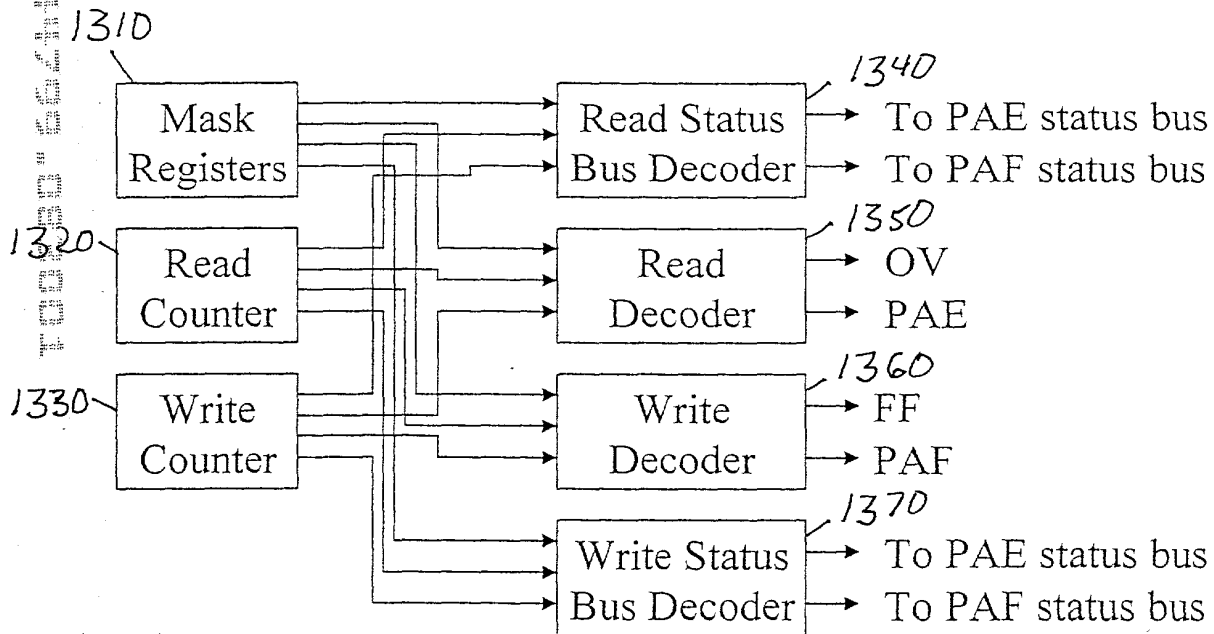 1310
Mask
Registers
1340
Read Status
Bus Decoder
To PAE status bus
To PAF status bus
1320
Read
Counter
1350
Read
Decoder
OV
PAE
1330
Write
Counter
1360
Write
Decoder
FF
PAF
1370
Write Status
Bus Decoder
To PAE status bus
To PAF status bus